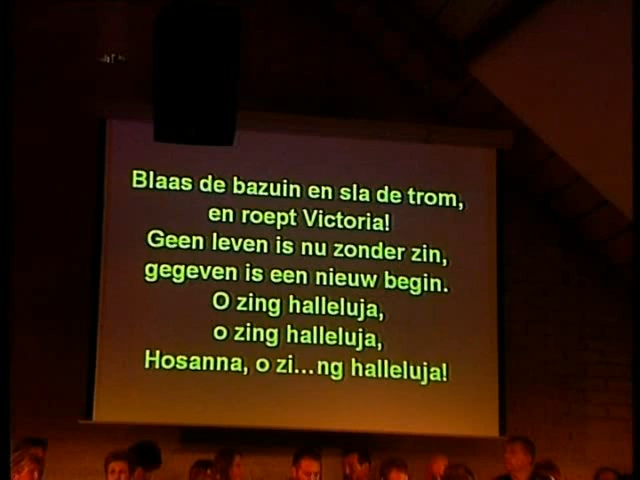 Blaas de bazuin en sla de trom,
en roept Victoria!
Geen leven is nu zonder zin,
gegeven is een nieuw begin.
O zing halleluja,
o zing halleluja,
Hosanna, o zi...ng halleluja!